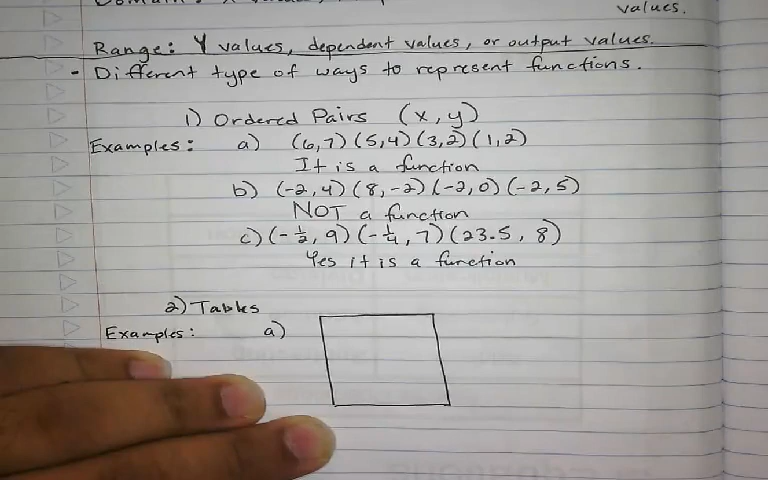 values.
Range: Y values, dependent values, or output values.
- Different type of ways to represent functions.
1) Ordered Pairs (x,y)
Examples: a) (6,7) (5,4) (3,2) (1,2)
It is a function
b) (-2,4) (8,-2) (-2,0) (-2,5)
NOT a function
c) (-1/2, 9) (-1/4, 7) (23.5, 8)
Yes it is a function
2) Tables
Examples: a)